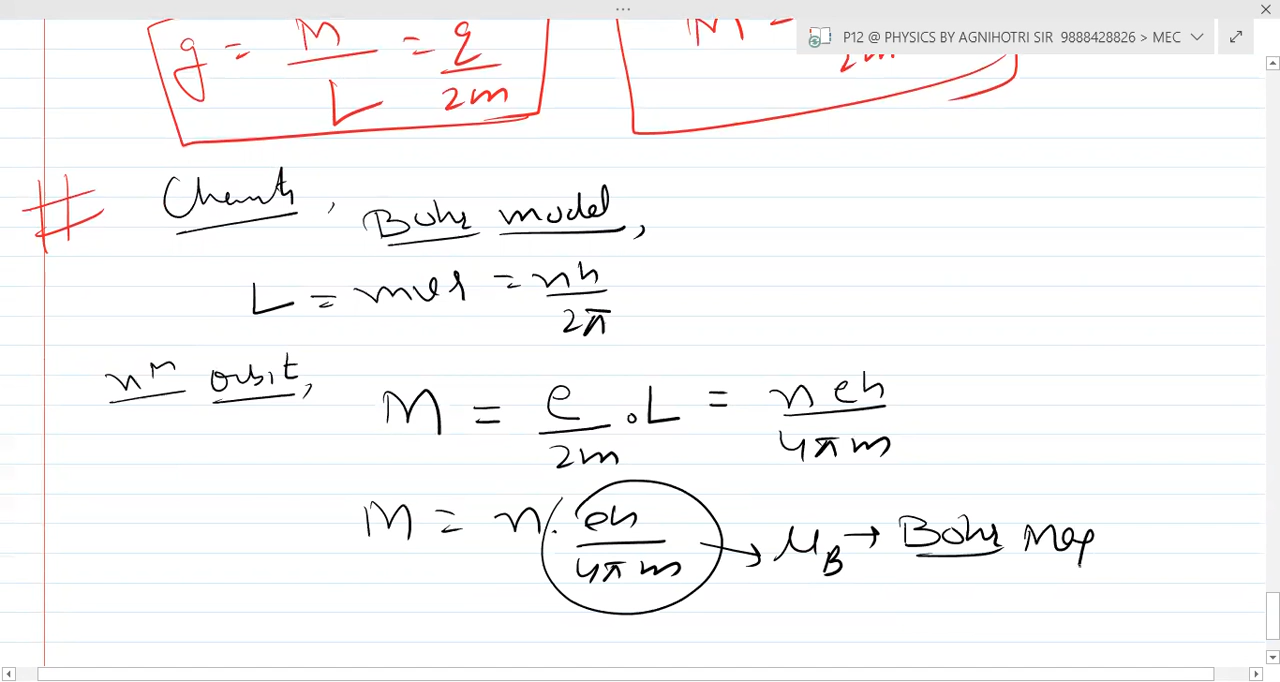 P12 @ PHYSICS BY AGNIHOTRI SIR 9888428826 > MEC
g = M/L = q/2m
M = 2m
# Bohr model,
L = mvr = nh/2π
nth orbit, M = e/2m . L = neh/4πm
M = n. eh/4πm → μB → Bohr Mag